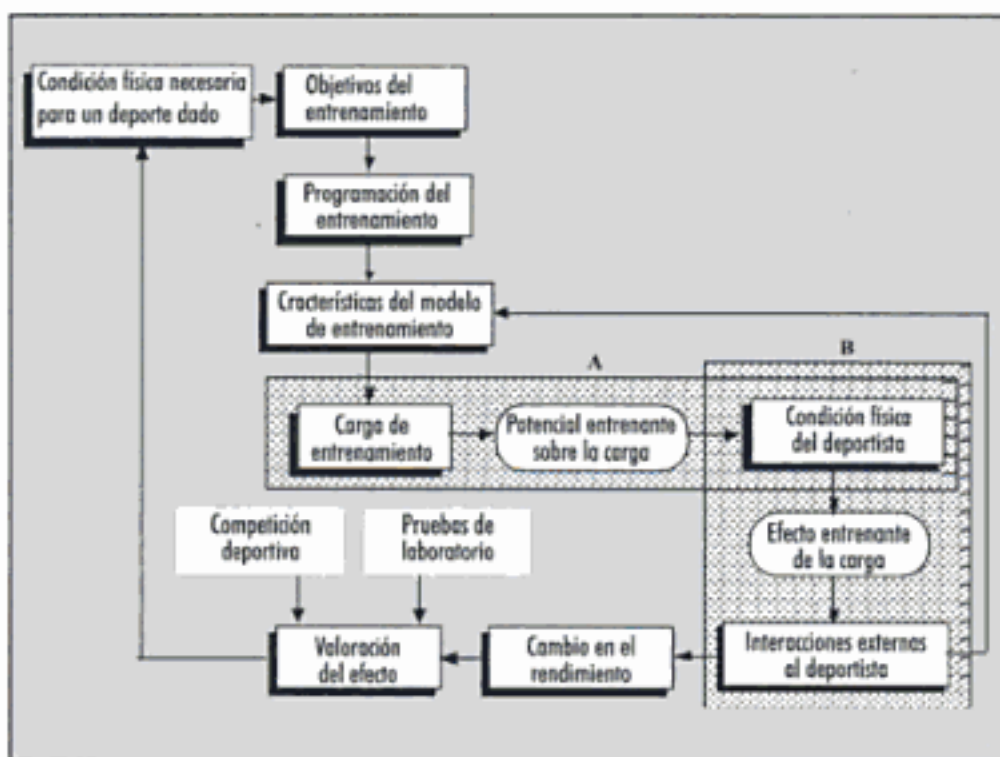 Condición física necesaria
para un deporte dado
Objetivos del
entrenamiento
Programación del
entrenamiento
Cracterísticas del modelo
de entrenamiento
A
B
Carga de
entrenamiento
Potencial entrenante
sobre la carga
Condición física
del deportista
Competición
deportiva
Pruebas de
laboratorio
Efecto entrenante
de la carga
Valoración
del efecto
Cambio en el
rendimiento
Interacciones externas
al deportista